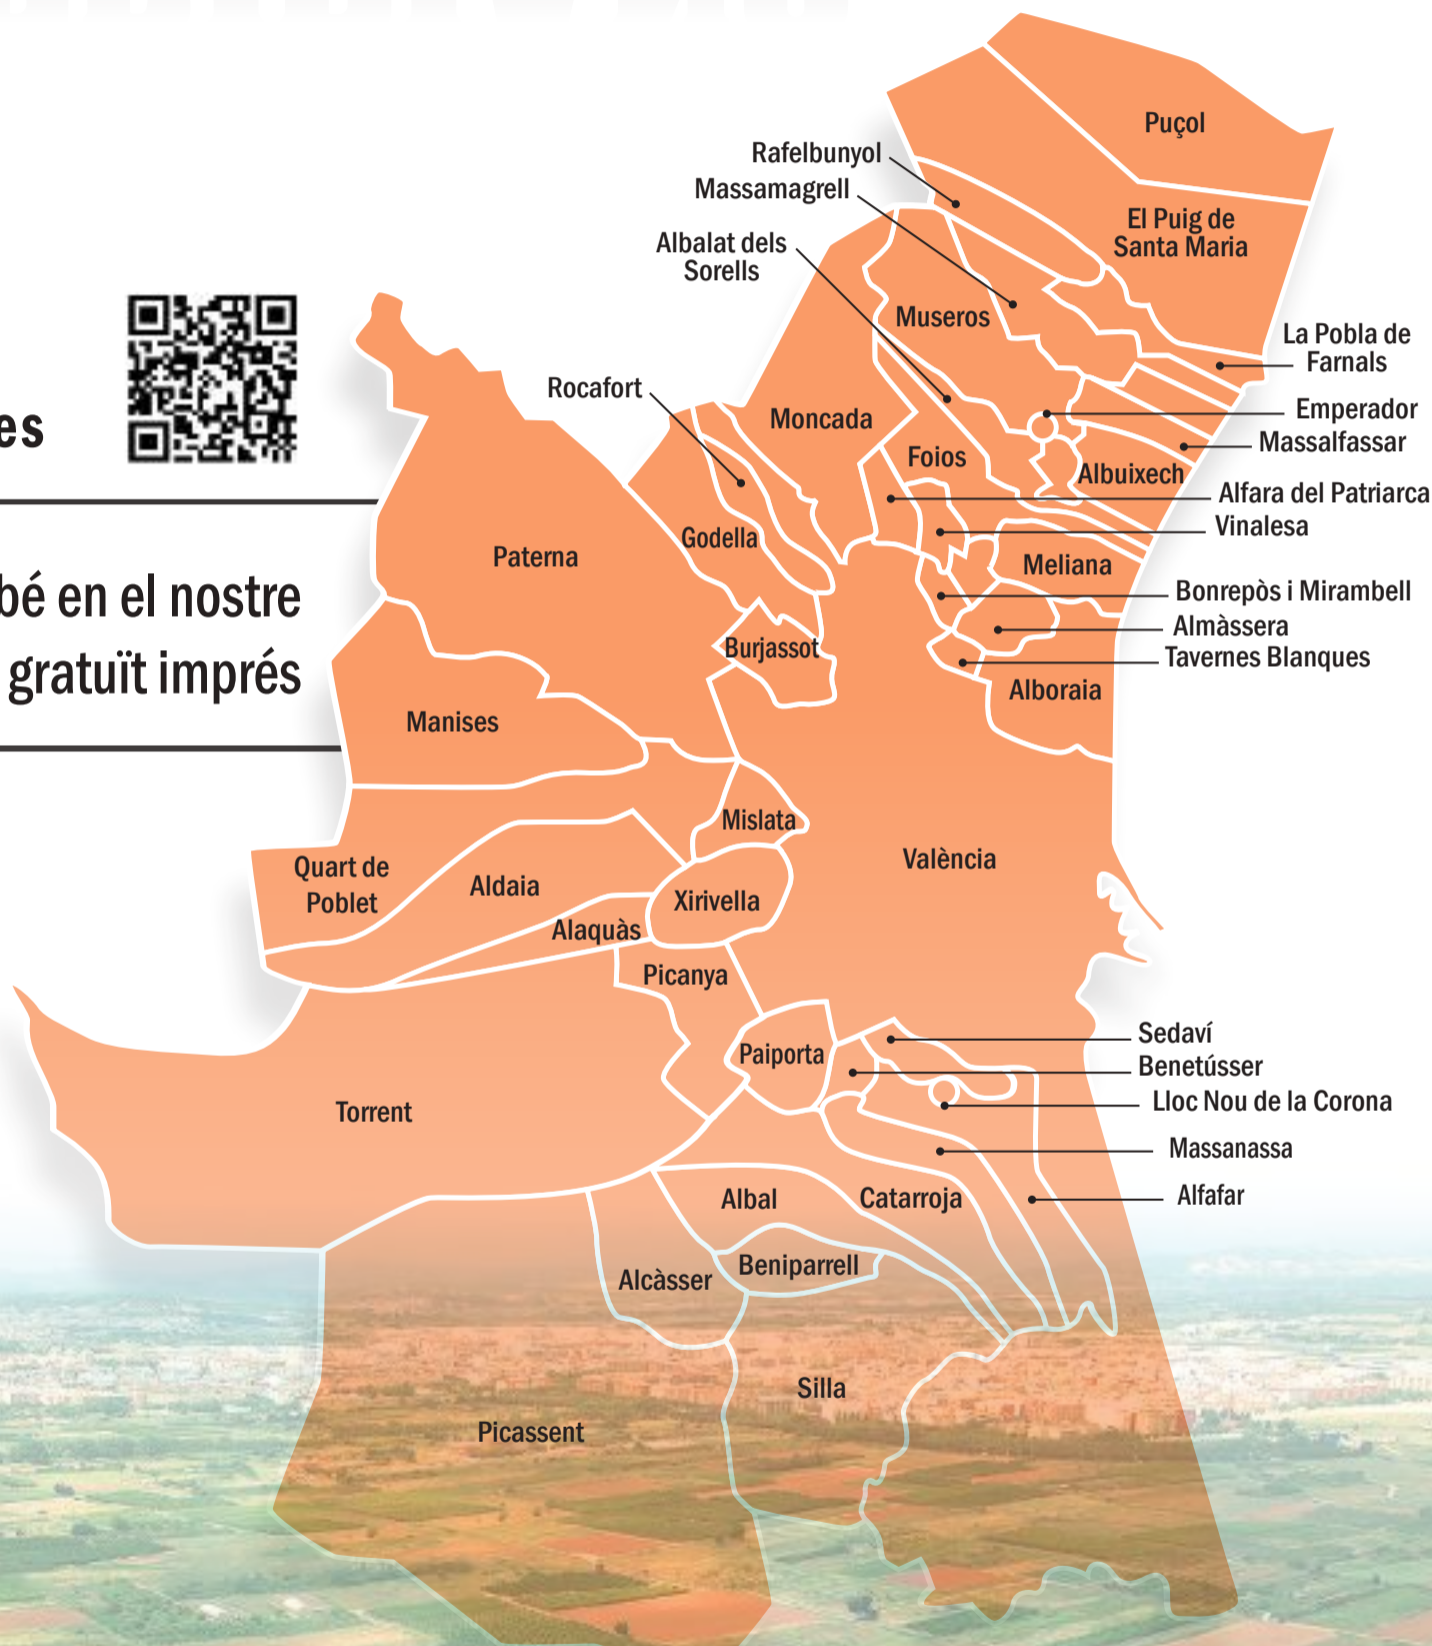 es
bé en el nostre
gratuït imprés
Puçol
Rafelbunyol
Massamagrell
El Puig de
Santa Maria
Albalat dels
Sorells
Museros
La Pobla de
Farnals
Rocafort
Moncada
Emperador
Massalfassar
Foios
Albuixech
Alfara del Patriarca
Vinalesa
Godella
Paterna
Meliana
Bonrepòs i Mirambell
Almàssera
Burjassot
Tavernes Blanques
Alboraia
Manises
Mislata
València
Quart de
Poblet
Aldaia
Xirivella
Alaquàs
Picanya
Sedaví
Paiporta
Benetússer
Lloc Nou de la Corona
Torrent
Massanassa
Alfafar
Albal
Catarroja
Beniparrell
Alcàsser
Silla
Picassent